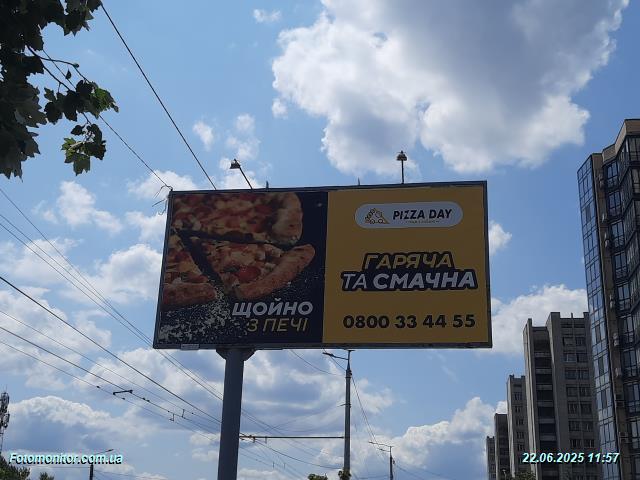 PIZZA DAY
ГАРЯЧА
ТА СМАЧНА
ЩОЙНО
З ПЕЧІ
0800 33 44 55
Fotomonitor.com.ua
22.06.2025 11:57